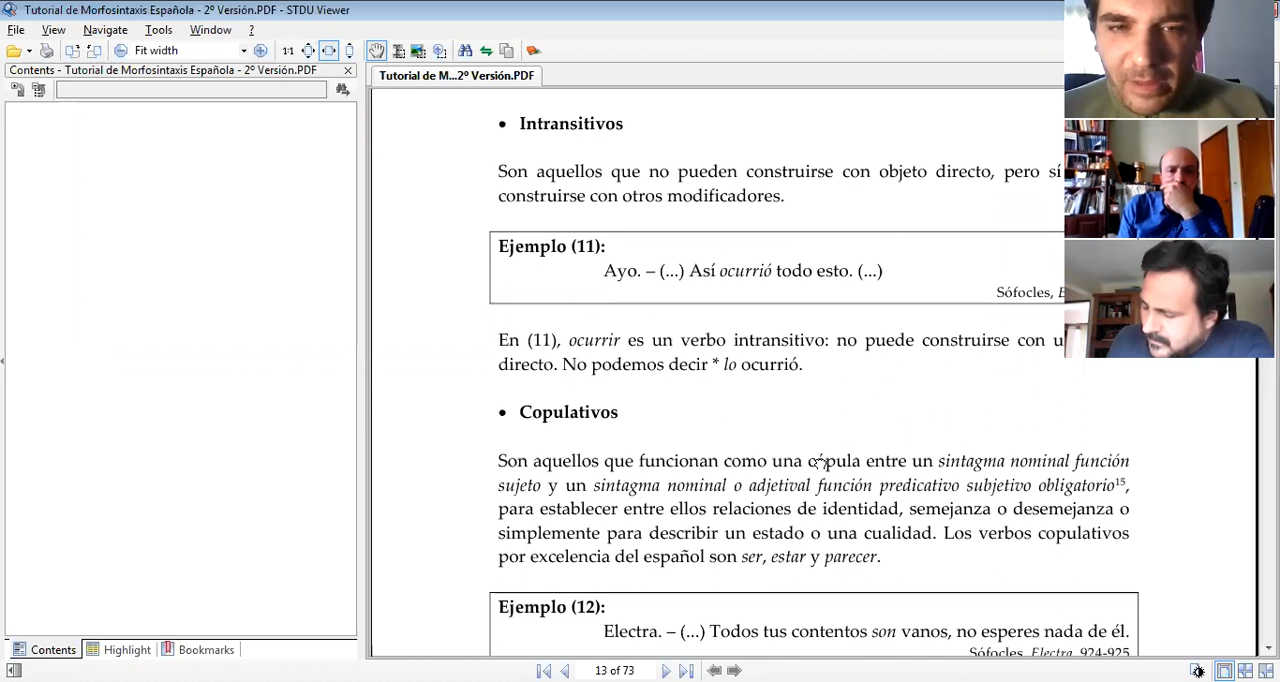 Tutorial de Morfosintaxis Española - 2º Versión.PDF - STDU Viewer
File View Navigate Tools Window ?
Fit width 1:1
Contents - Tutorial de Morfosintaxis Española - 2º Versión.PDF
Tutorial de M...2º Versión.PDF
• Intransitivos
Son aquellos que no pueden construirse con objeto directo, pero sí
construirse con otros modificadores.
Ejemplo (11):
Ayo. – (...) Así ocurrió todo esto. (...)
Sófocles,
En (11), ocurrir es un verbo intransitivo: no puede construirse con
directo. No podemos decir * lo ocurrió.
• Copulativos
Son aquellos que funcionan como una cópula entre un sintagma nominal función
sujeto y un sintagma nominal o adjetival función predicativo subjetivo obligatorio¹⁵,
para establecer entre ellos relaciones de identidad, semejanza o desemejanza o
simplemente para describir un estado o una cualidad. Los verbos copulativos
por excelencia del español son ser, estar y parecer.
Ejemplo (12):
Electra. – (...) Todos tus contentos son vanos, no esperes nada de él.
Sófocles, Electra, 924-925
Contents Highlight Bookmarks
13 of 73